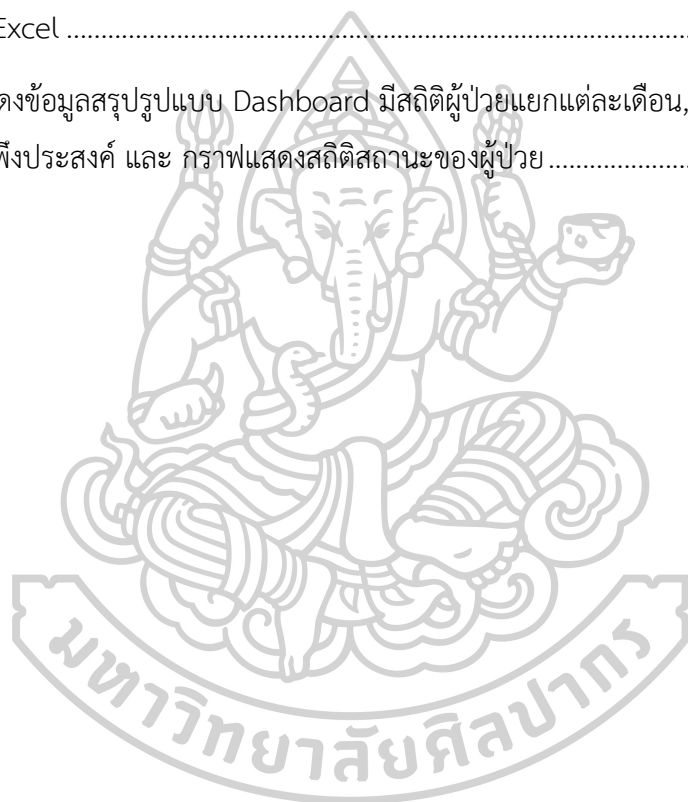 Excel ................................................................................................
ดงข้อมูลสรุปรูปแบบ Dashboard มีสถิติผู้ป่วยแยกแต่ละเดือน,
พึงประสงค์ และ กราฟแสดงสถิติสถานะของผู้ป่วย .....................
มหาวิทยาลัยศิลปากร